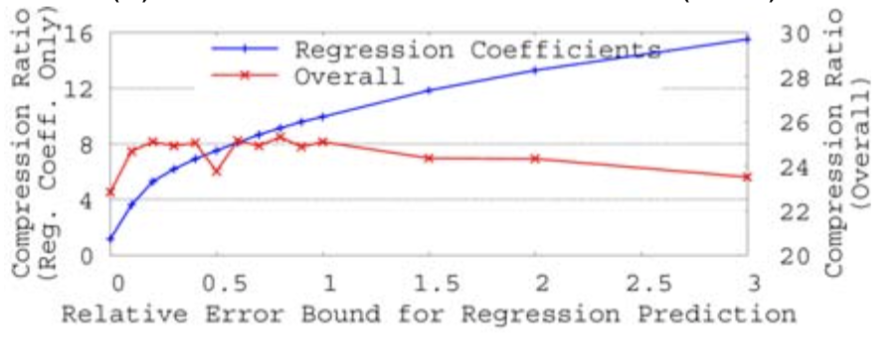 Compression Ratio
(Reg. Coeff. Only)
16
12
8
4
0
Regression Coefficients
Overall
30
28
26
24
22
20
Compression Ratio
(Overall)
0 0.5 1 1.5 2 2.5 3
Relative Error Bound for Regression Prediction